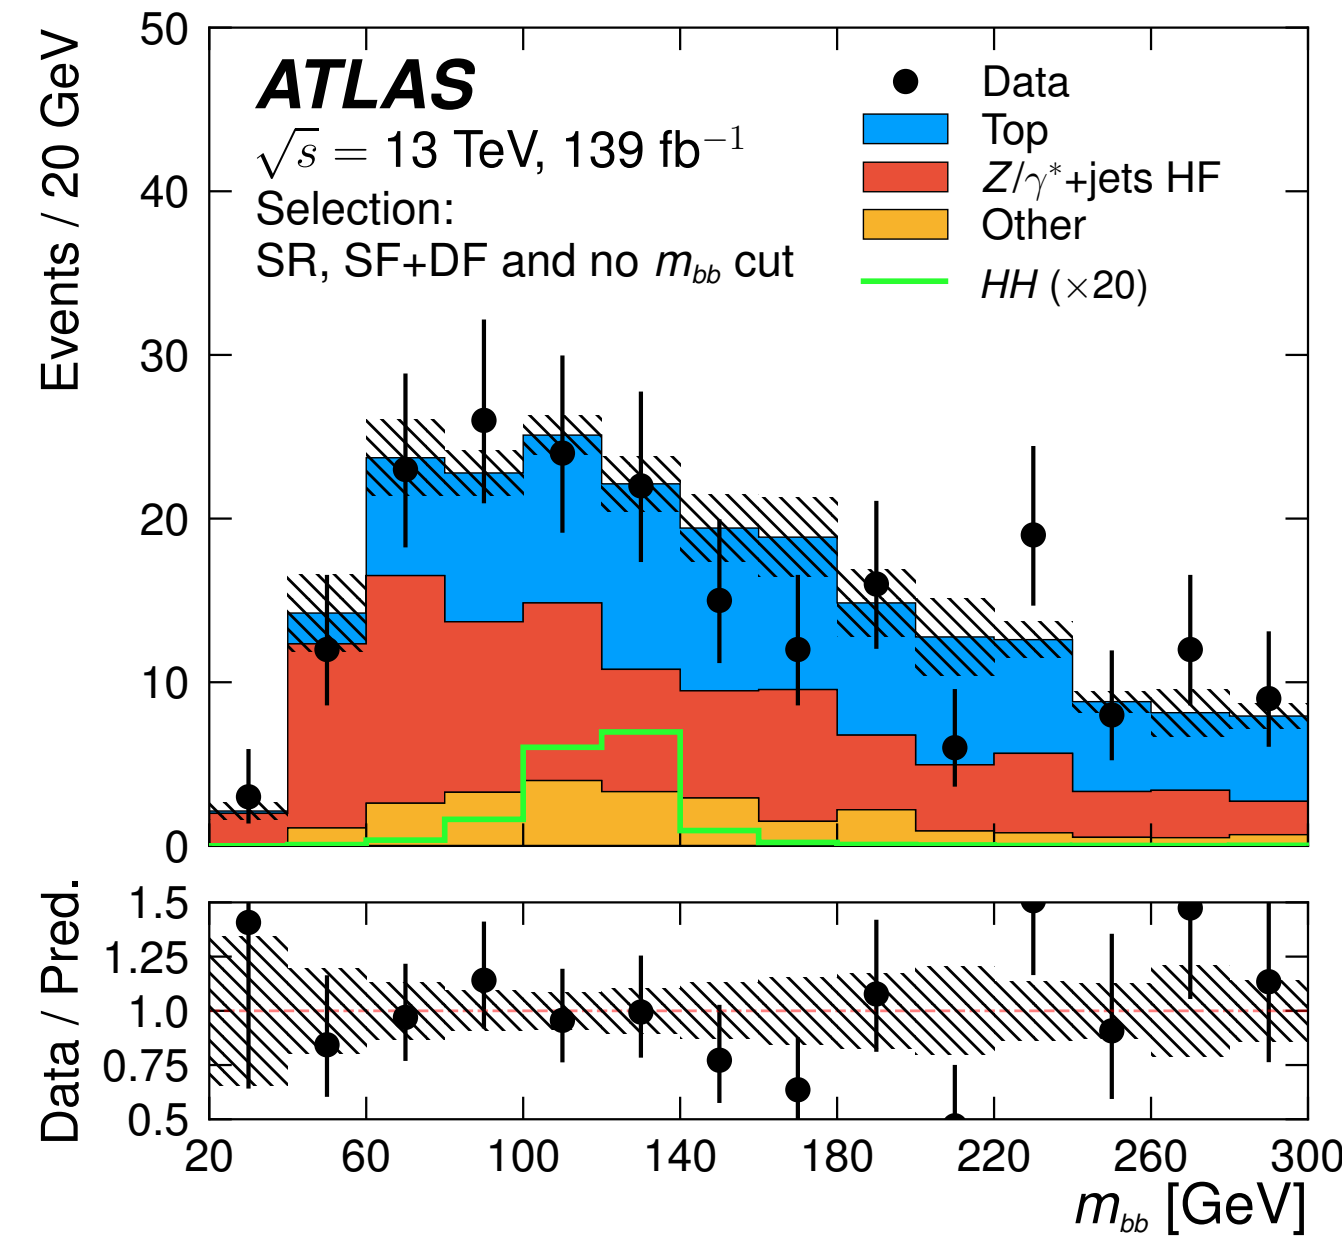 Events / 20 GeV
50
40
30
20
10
0
ATLAS
√s = 13 TeV, 139 fb⁻¹
Selection:
SR, SF+DF and no m_bb cut
Data
Top
Z/γ*+jets HF
Other
HH (×20)
Data / Pred.
1.5
1.25
1.0
0.75
0.5
20 60 100 140 180 220 260 300
m_bb [GeV]